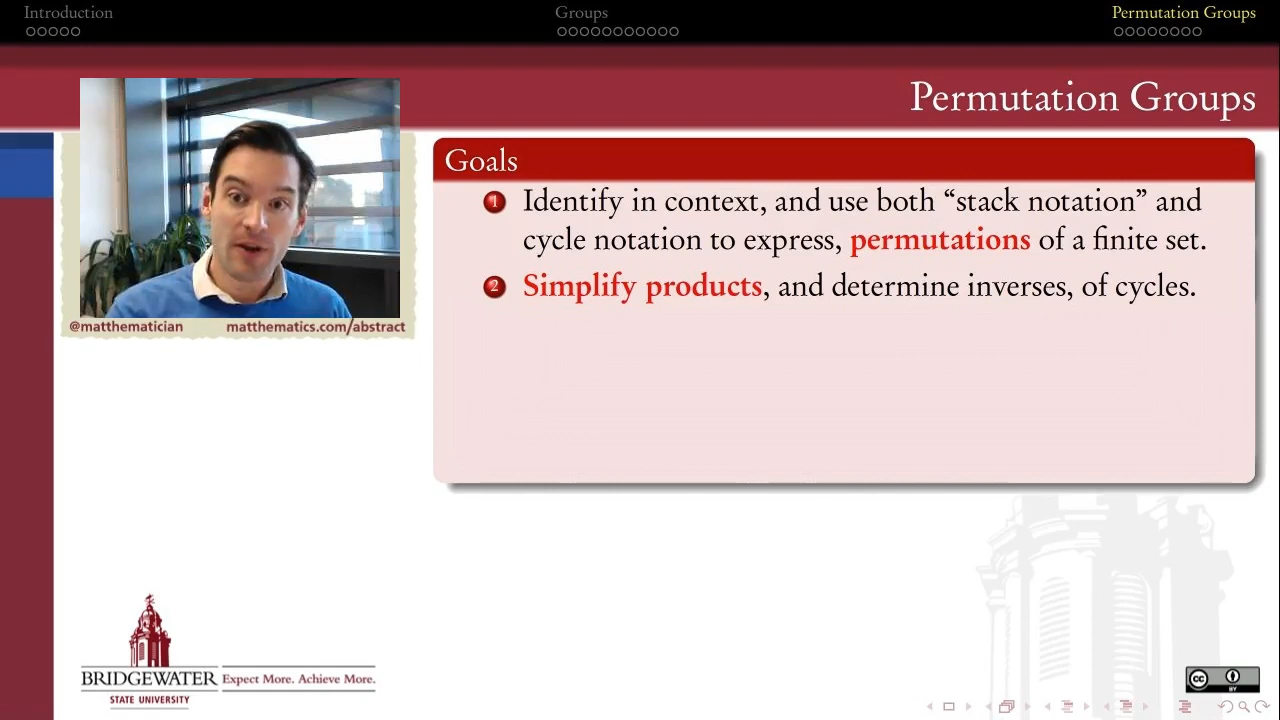 Introduction
Groups
Permutation Groups
Permutation Groups
@matthematician
matthematics.com/abstract
Goals
1 Identify in context, and use both “stack notation” and
cycle notation to express, permutations of a finite set.
2 Simplify products, and determine inverses, of cycles.
BRIDGEWATER
STATE UNIVERSITY
Expect More. Achieve More.
CC
BY